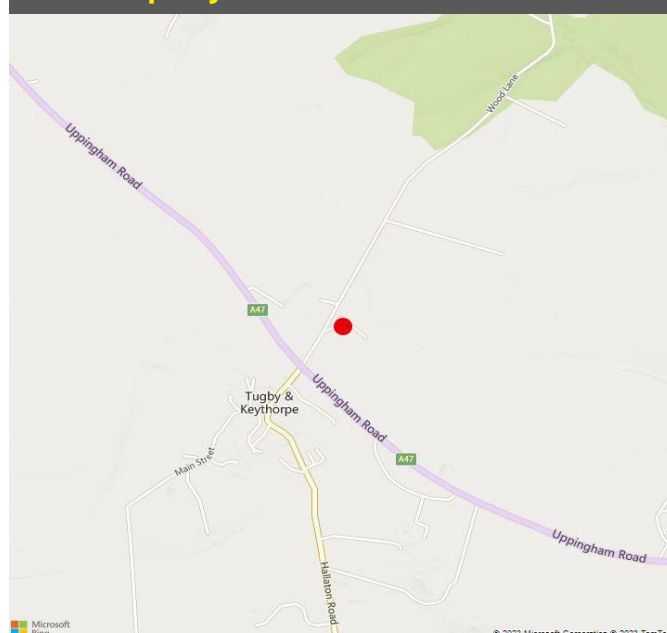 Wood Lane
Uppingham Road
A47
Tugby &
Keythorpe
Uppingham Road
A47
Main Street
Uppingham Road
Hallaton Road
Microsoft